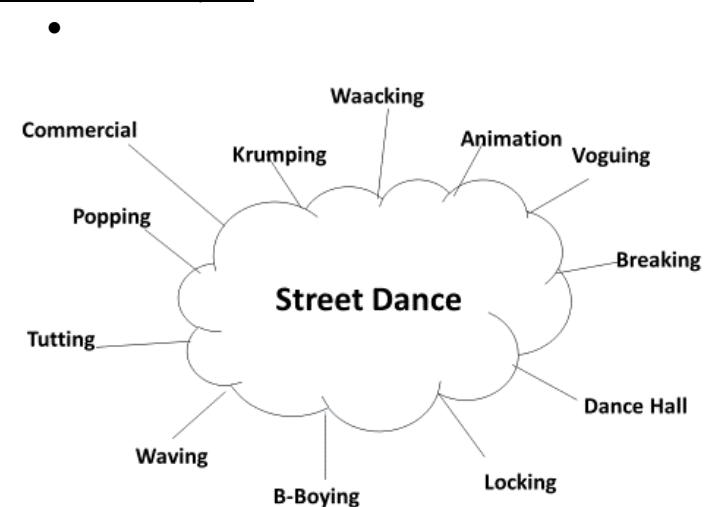 Waacking
Commercial
Animation
Krumping
Voguing
Popping
Breaking
Street Dance
Tutting
Dance Hall
Waving
Locking
B-Boying